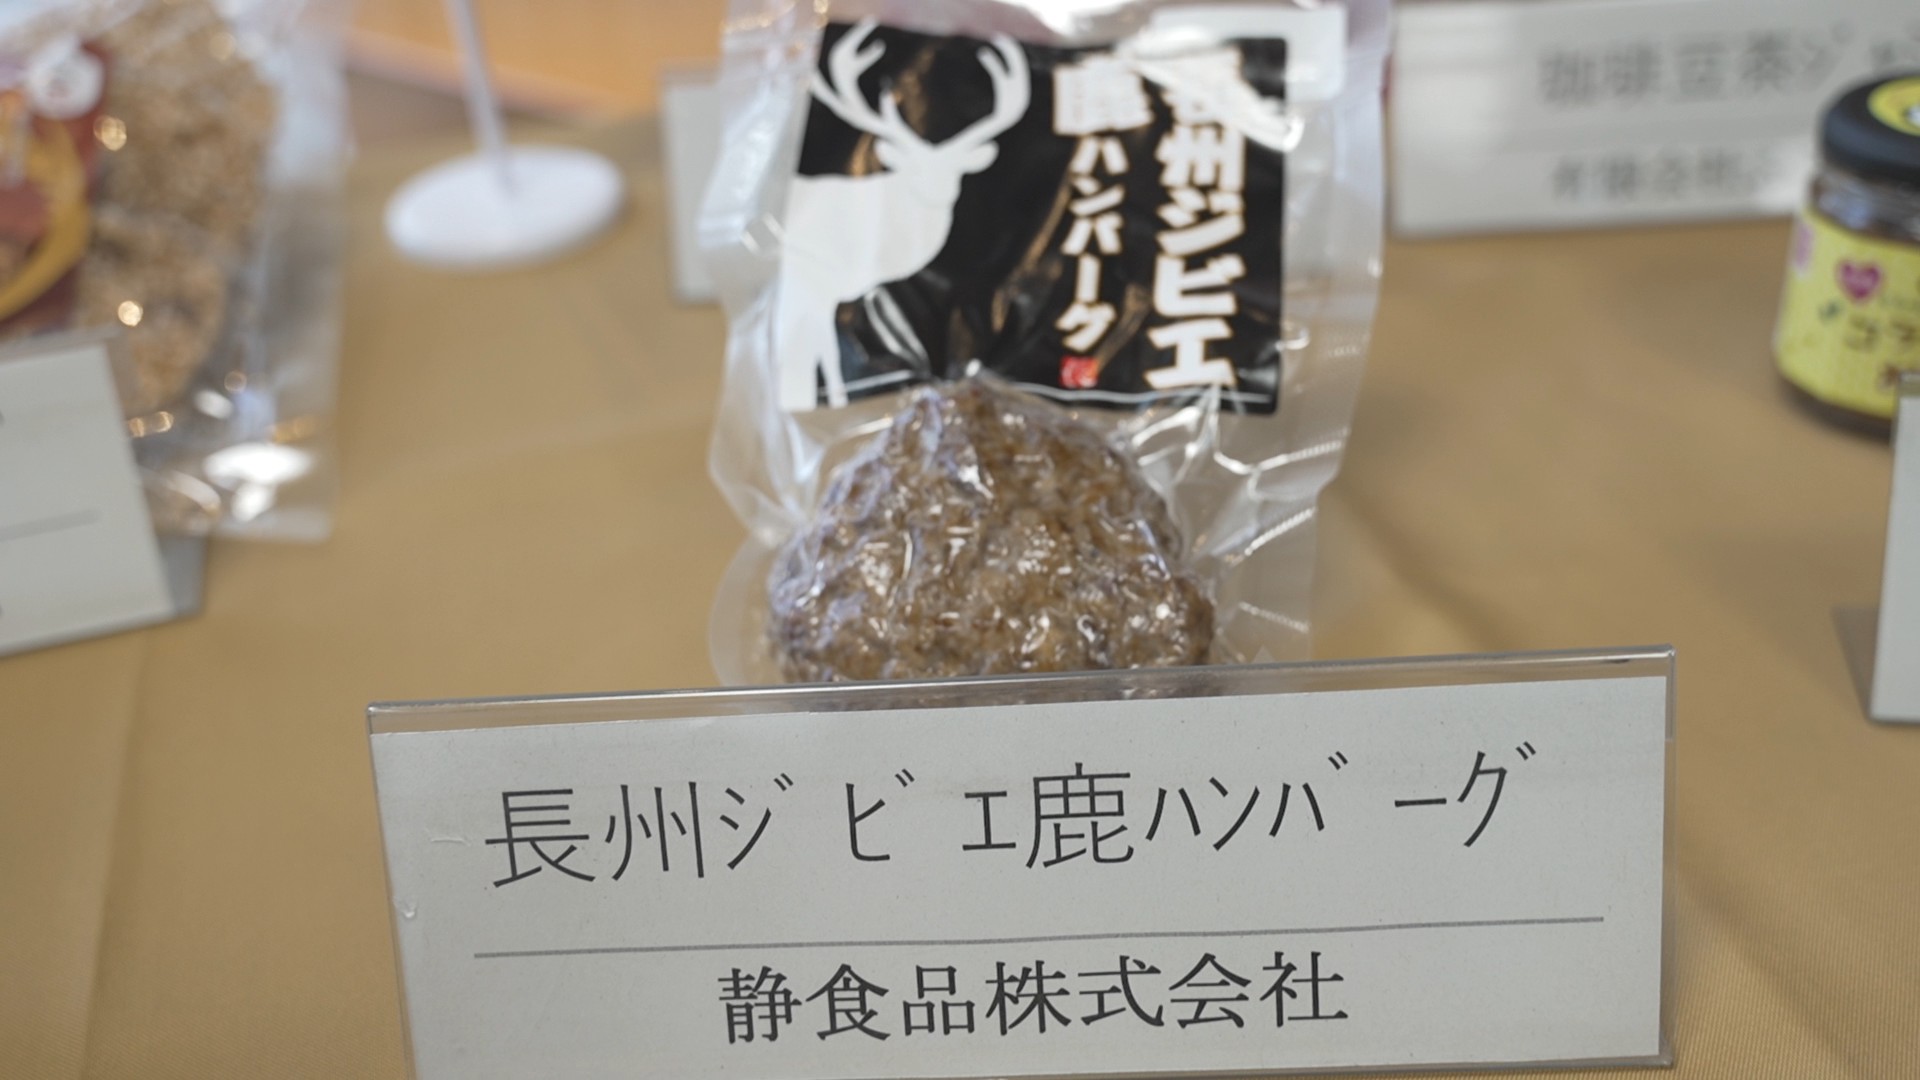 長州ジビエ
鹿ハンバーグ
長州ｼﾞﾋﾞｴ鹿ﾊﾝﾊﾞｰｸﾞ
静食品株式会社